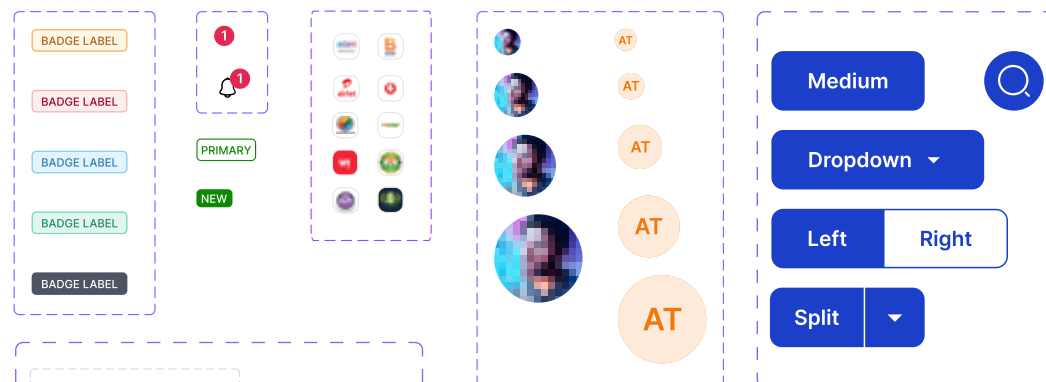 BADGE LABEL
BADGE LABEL
BADGE LABEL
BADGE LABEL
BADGE LABEL
1
1
PRIMARY
NEW
AT
AT
AT
AT
AT
Medium
Dropdown
Left
Right
Split